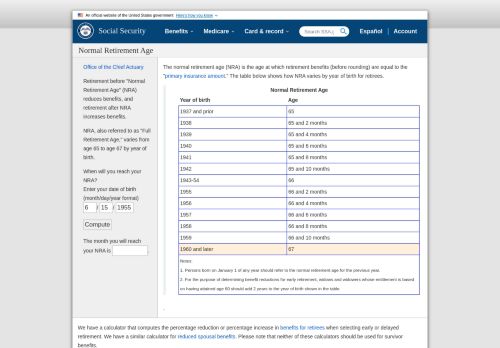 An official website of the United States government Here's how you know
Social Security
Benefits Medicare Card & record
Search SSA.g
Español Account
Normal Retirement Age
Office of the Chief Actuary
Retirement before "Normal
Retirement Age" (NRA)
reduces benefits, and
retirement after NRA
increases benefits.
NRA, also referred to as "Full
Retirement Age," varies from
age 65 to age 67 by year of
birth.
When will you reach your
NRA?
Enter your date of birth
(month/day/year format)
6 / 15 / 1955
Compute
The month you will reach
your NRA is
The normal retirement age (NRA) is the age at which retirement benefits (before rounding) are equal to the
"primary insurance amount." The table below shows how NRA varies by year of birth for retirees.
Normal Retirement Age
Year of birth Age
1937 and prior 65
1938 65 and 2 months
1939 65 and 4 months
1940 65 and 6 months
1941 65 and 8 months
1942 65 and 10 months
1943-54 66
1955 66 and 2 months
1956 66 and 4 months
1957 66 and 6 months
1958 66 and 8 months
1959 66 and 10 months
1960 and later 67
Notes:
1. Persons born on January 1 of any year should refer to the normal retirement age for the previous year.
2. For the purpose of determining benefit reductions for early retirement, widows and widowers whose entitlement is based
on having attained age 60 should add 2 years to the year of birth shown in the table.
We have a calculator that computes the percentage reduction or percentage increase in benefits for retirees when selecting early or delayed
retirement. We have a similar calculator for reduced spousal benefits. Please note that neither of these calculators should be used for survivor
benefits.